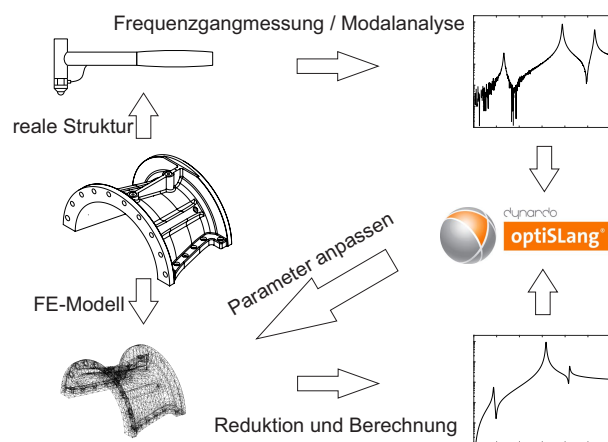 Frequenzgangmessung / Modalanalyse
reale Struktur
dynardo
optiSLang®
Parameter anpassen
FE-Modell
Reduktion und Berechnung